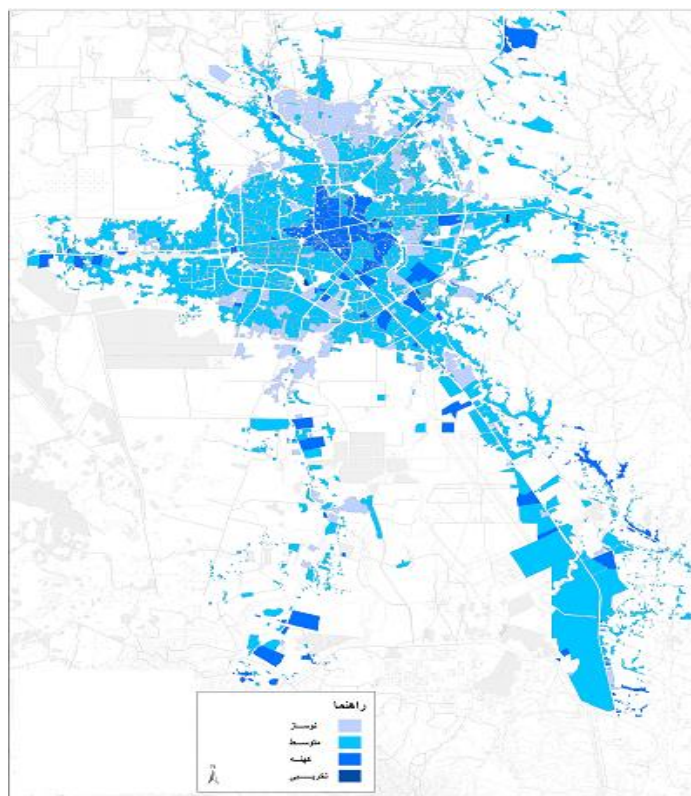 راهنما
نوساز
متوسط
کهنه
تخریبی